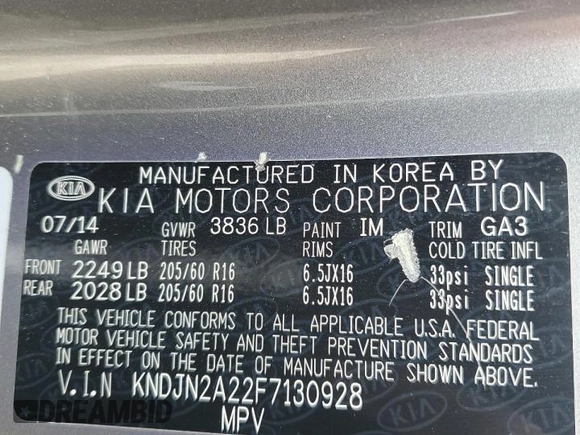 MANUFACTURED IN KOREA BY
KIA KIA MOTORS CORPORATION
07/14 GVWR 3836 LB PAINT IM TRIM GA3
GAWR TIRES RIMS COLD TIRE INFL
FRONT 2249 LB 205/60 R16 6.5JX16 33psi SINGLE
REAR 2028 LB 205/60 R16 6.5JX16 33psi SINGLE
THIS VEHICLE CONFORMS TO ALL APPLICABLE U.S.A. FEDERAL
MOTOR VEHICLE SAFETY AND THEFT PREVENTION STANDARDS
IN EFFECT ON THE DATE OF MANUFACTURE SHOWN ABOVE.
V.I.N KNDJN2A22F7130928
MPV
DREAMBID